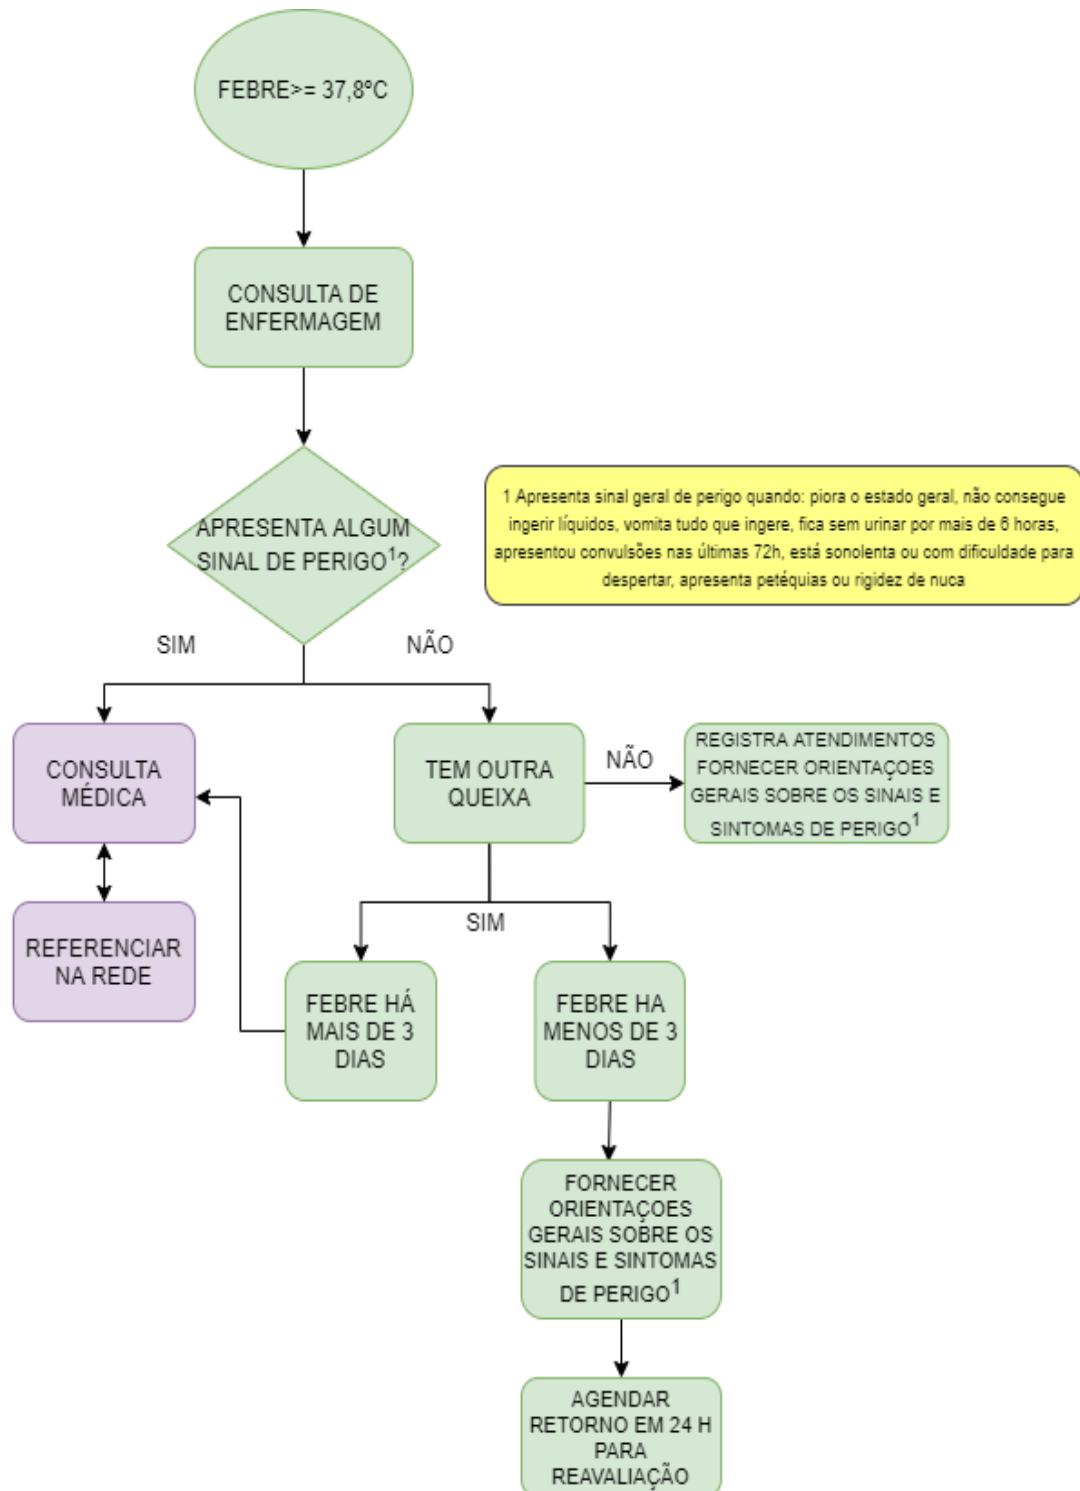 FEBRE>= 37,8ºC
CONSULTA DE
ENFERMAGEM
APRESENTA ALGUM
SINAL DE PERIGO1?
1 Apresenta sinal geral de perigo quando: piora o estado geral, não consegue
ingerir líquidos, vomita tudo que ingere, fica sem urinar por mais de 6 horas,
apresentou convulsões nas últimas 72h, está sonolenta ou com dificuldade para
despertar, apresenta petéquias ou rigidez de nuca
SIM
NÃO
CONSULTA
MÉDICA
TEM OUTRA
QUEIXA
NÃO
REGISTRA ATENDIMENTOS
FORNECER ORIENTAÇOES
GERAIS SOBRE OS SINAIS E
SINTOMAS DE PERIGO1
SIM
REFERENCIAR
NA REDE
FEBRE HÁ
MAIS DE 3
DIAS
FEBRE HA
MENOS DE 3
DIAS
FORNECER
ORIENTAÇOES
GERAIS SOBRE OS
SINAIS E SINTOMAS
DE PERIGO1
AGENDAR
RETORNO EM 24 H
PARA
REAVALIAÇÃO